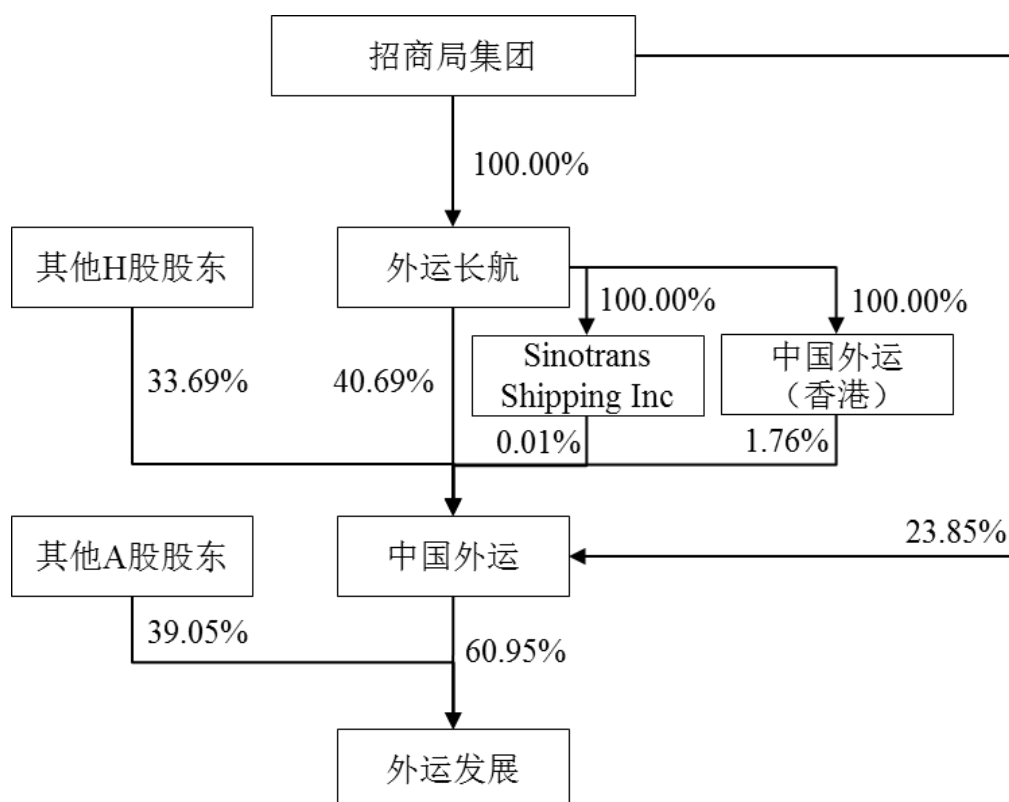 招商局集团
100.00%
其他H股股东
外运长航
100.00%
100.00%
33.69%
40.69%
Sinotrans
Shipping Inc
中国外运
（香港）
0.01%
1.76%
其他A股股东
中国外运
23.85%
39.05%
60.95%
外运发展